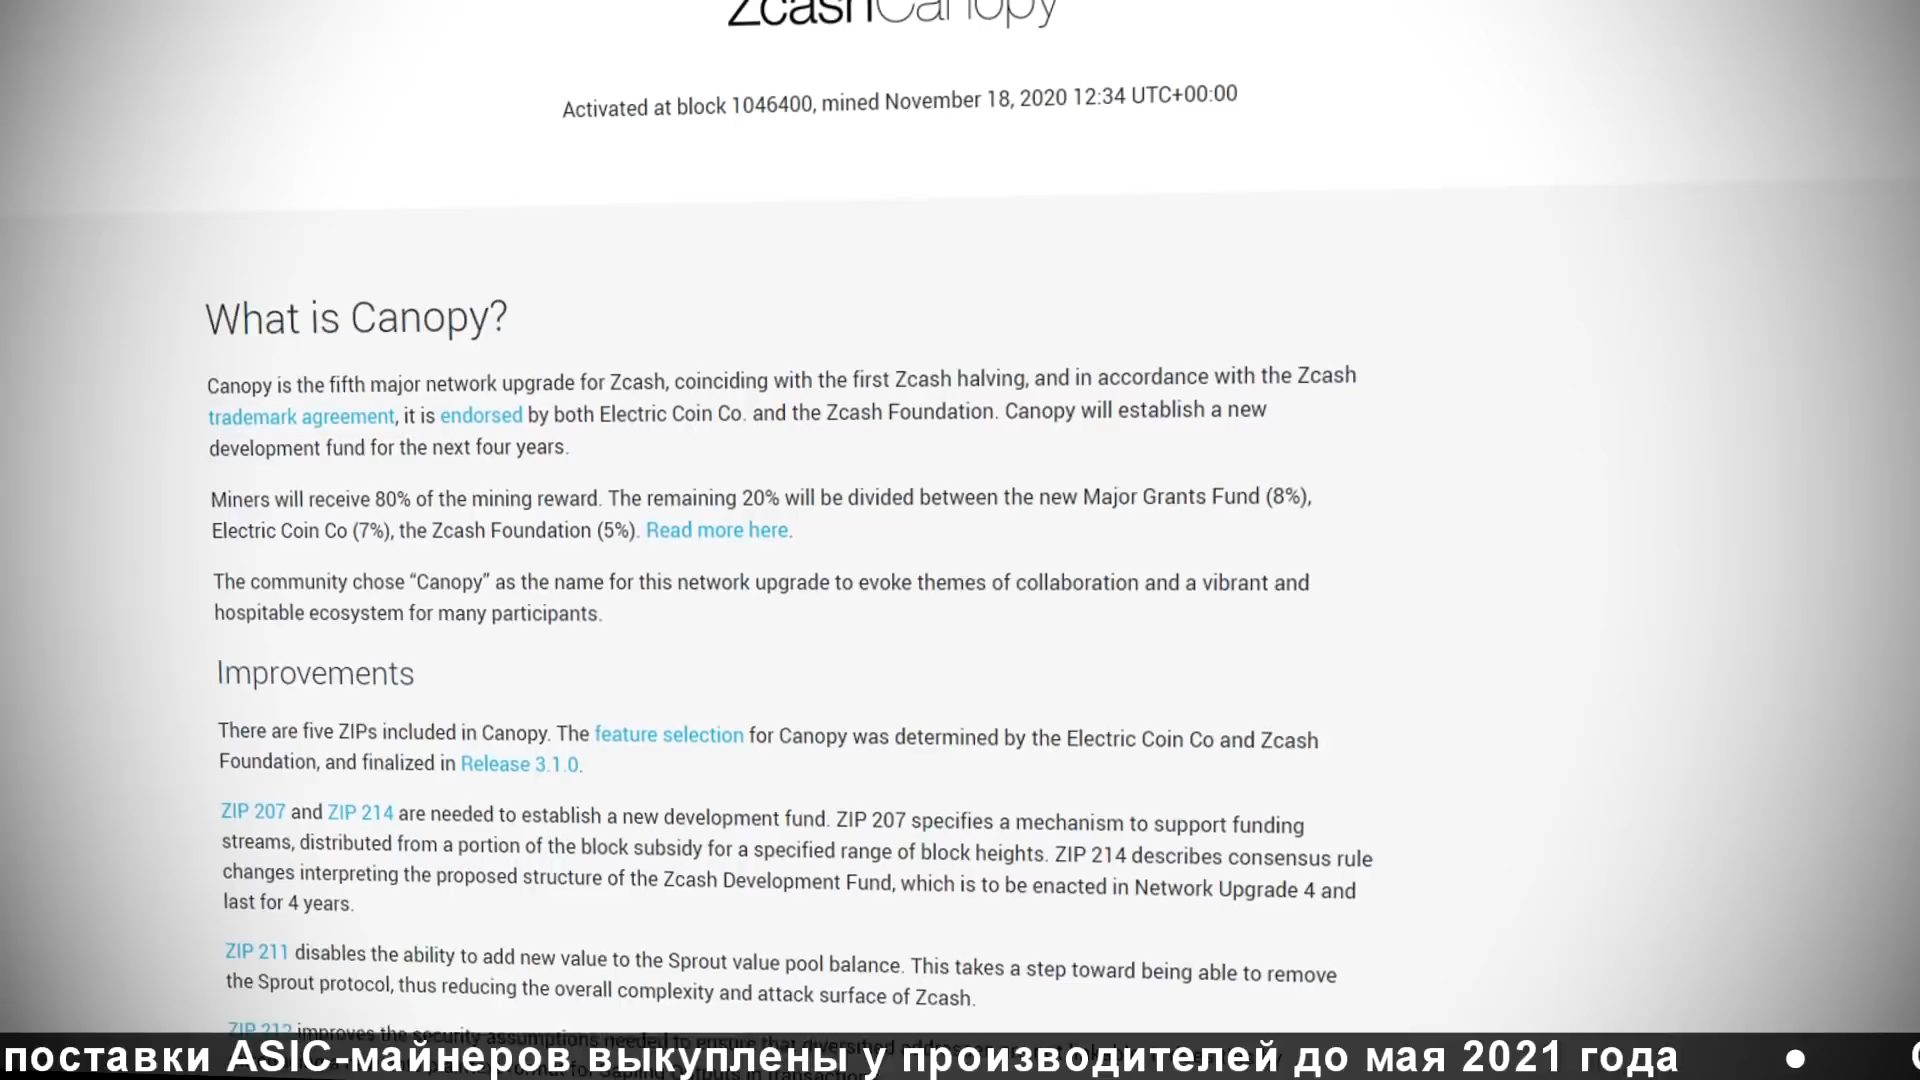 ZcashCanopy
Activated at block 1046400, mined November 18, 2020 12:34 UTC+00:00
What is Canopy?
Canopy is the fifth major network upgrade for Zcash, coinciding with the first Zcash halving, and in accordance with the Zcash
trademark agreement, it is endorsed by both Electric Coin Co. and the Zcash Foundation. Canopy will establish a new
development fund for the next four years.
Miners will receive 80% of the mining reward. The remaining 20% will be divided between the new Major Grants Fund (8%),
Electric Coin Co (7%), the Zcash Foundation (5%). Read more here.
The community chose “Canopy” as the name for this network upgrade to evoke themes of collaboration and a vibrant and
hospitable ecosystem for many participants.
Improvements
There are five ZIPs included in Canopy. The feature selection for Canopy was determined by the Electric Coin Co and Zcash
Foundation, and finalized in Release 3.1.0.
ZIP 207 and ZIP 214 are needed to establish a new development fund. ZIP 207 specifies a mechanism to support funding
streams, distributed from a portion of the block subsidy for a specified range of block heights. ZIP 214 describes consensus rule
changes interpreting the proposed structure of the Zcash Development Fund, which is to be enacted in Network Upgrade 4 and
last for 4 years.
ZIP 211 disables the ability to add new value to the Sprout value pool balance. This takes a step toward being able to remove
the Sprout protocol, thus reducing the overall complexity and attack surface of Zcash.
ZIP 212 improves the security assumptions needed to ensure that diversified addresses
поставки ASIC-майнеров выкуплены у производителей до мая 2021 года •